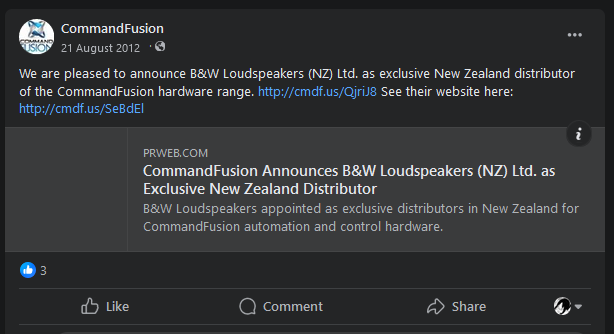 COMMAND
FUSION
CommandFusion
21 August 2012 ·
We are pleased to announce B&W Loudspeakers (NZ) Ltd. as exclusive New Zealand distributor
of the CommandFusion hardware range. http://cmdf.us/QjriJ8 See their website here:
http://cmdf.us/SeBdEl
PRWEB.COM
CommandFusion Announces B&W Loudspeakers (NZ) Ltd. as
Exclusive New Zealand Distributor
B&W Loudspeakers appointed as exclusive distributors in New Zealand for
CommandFusion automation and control hardware.
3
Like
Comment
Share